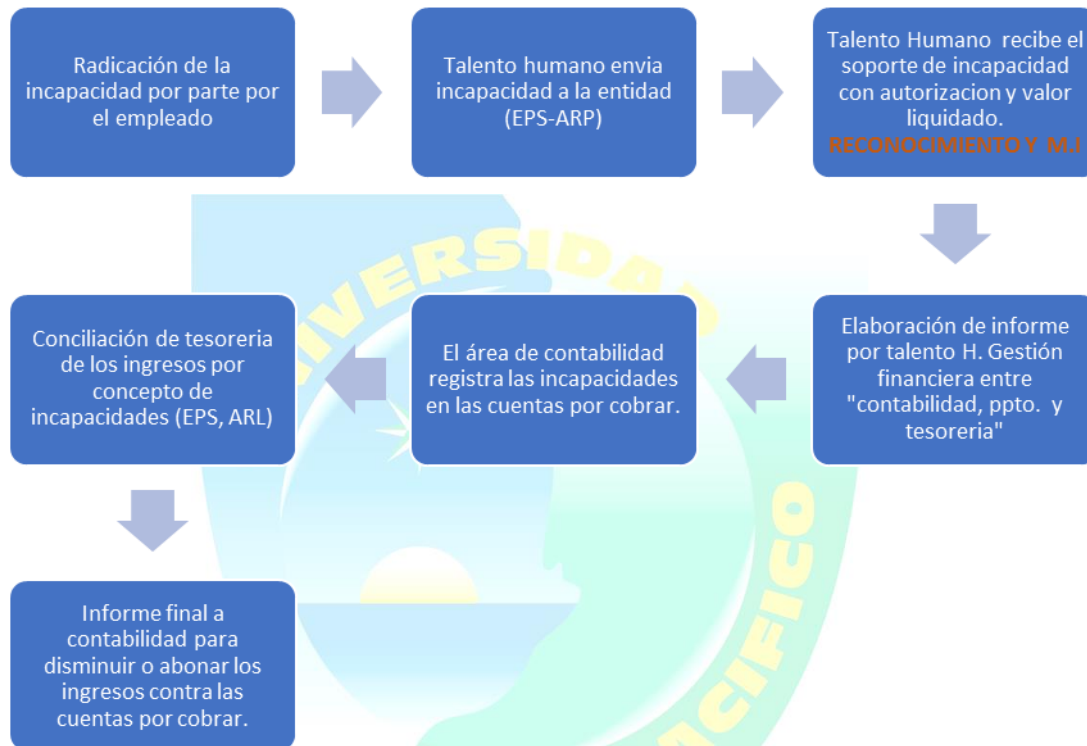 Radicación de la
incapacidad por parte por
el empleado
Talento humano envia
incapacidad a la entidad
(EPS-ARP)
Talento Humano recibe el
soporte de incapacidad
con autorizacion y valor
liquidado.
RECONOCIMIENTO Y M.I
Elaboración de informe
por talento H. Gestión
financiera entre
"contabilidad, ppto. y
tesoreria"
El área de contabilidad
registra las incapacidades
en las cuentas por cobrar.
Conciliación de tesoreria
de los ingresos por
concepto de
incapacidades (EPS, ARL)
Informe final a
contabilidad para
disminuir o abonar los
ingresos contra las
cuentas por cobrar.
IVERSIDAD
ACIFICO